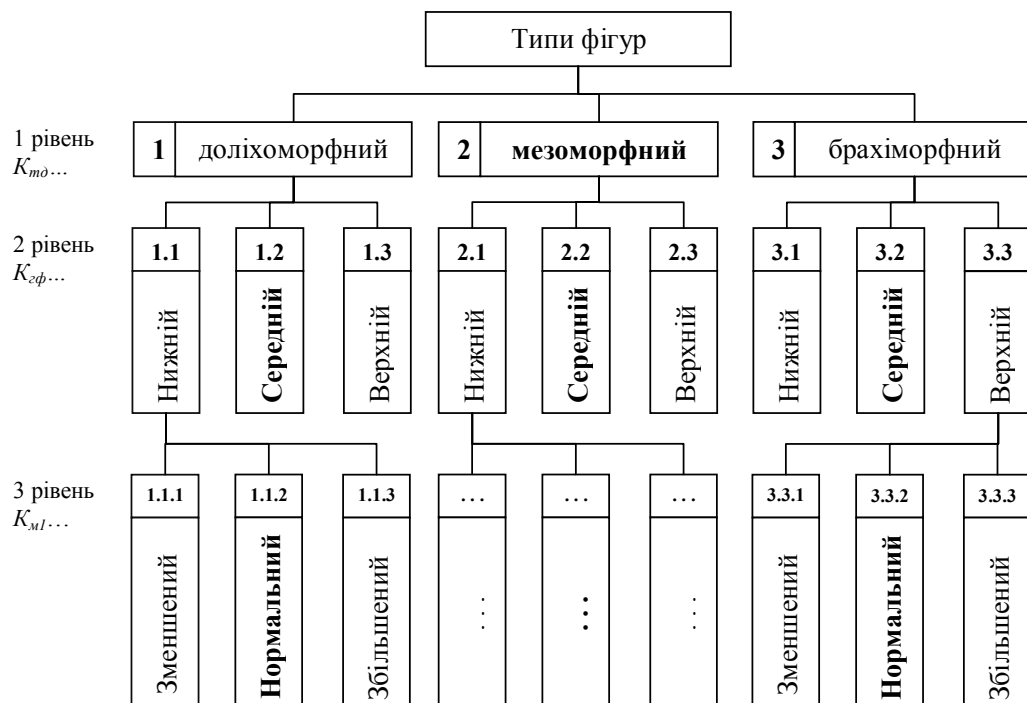 Типи фігур
1 рівень
Kтд…
1 доліхоморфний
2 мезоморфний
3 брахіморфний
2 рівень
Kгф…
1.1 1.2 1.3 2.1 2.2 2.3 3.1 3.2 3.3
Нижній
Середній
Верхній
Нижній
Середній
Верхній
Нижній
Середній
Верхній
3 рівень
Kм1…
1.1.1 1.1.2 1.1.3 … … … 3.3.1 3.3.2 3.3.3
Зменшений
Нормальний
Збільшений
…
…
…
Зменшений
Нормальний
Збільшений